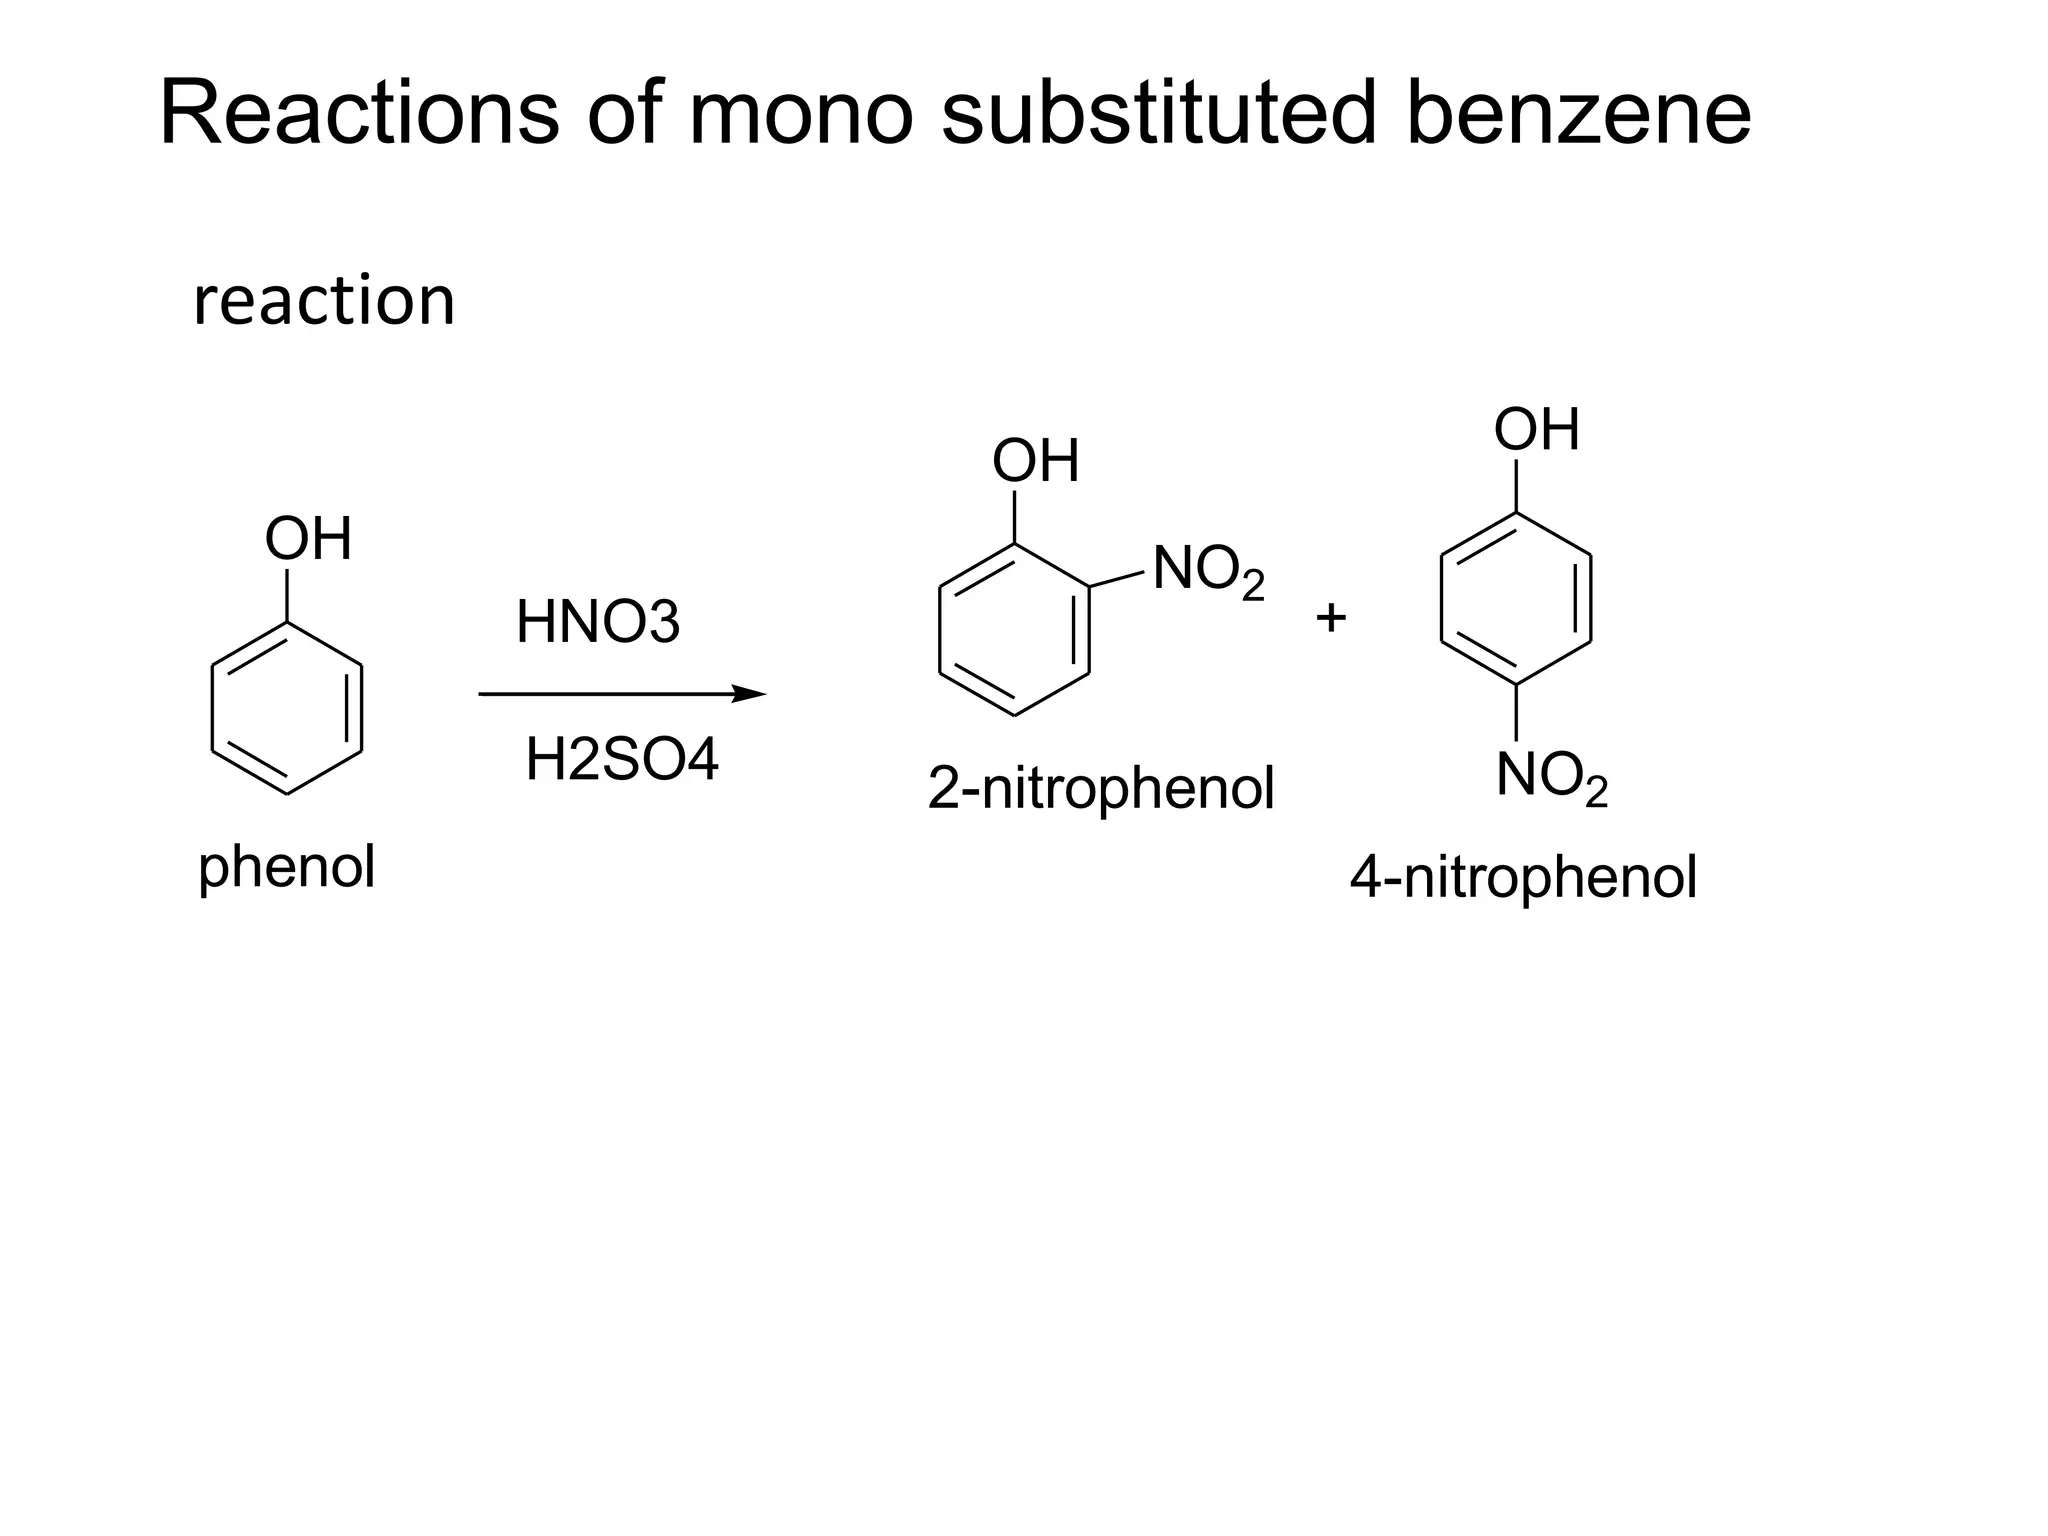 Reactions of mono substituted benzene
reaction
OH
phenol
HNO3
H2SO4
OH
NO2
2-nitrophenol
+
OH
NO2
4-nitrophenol